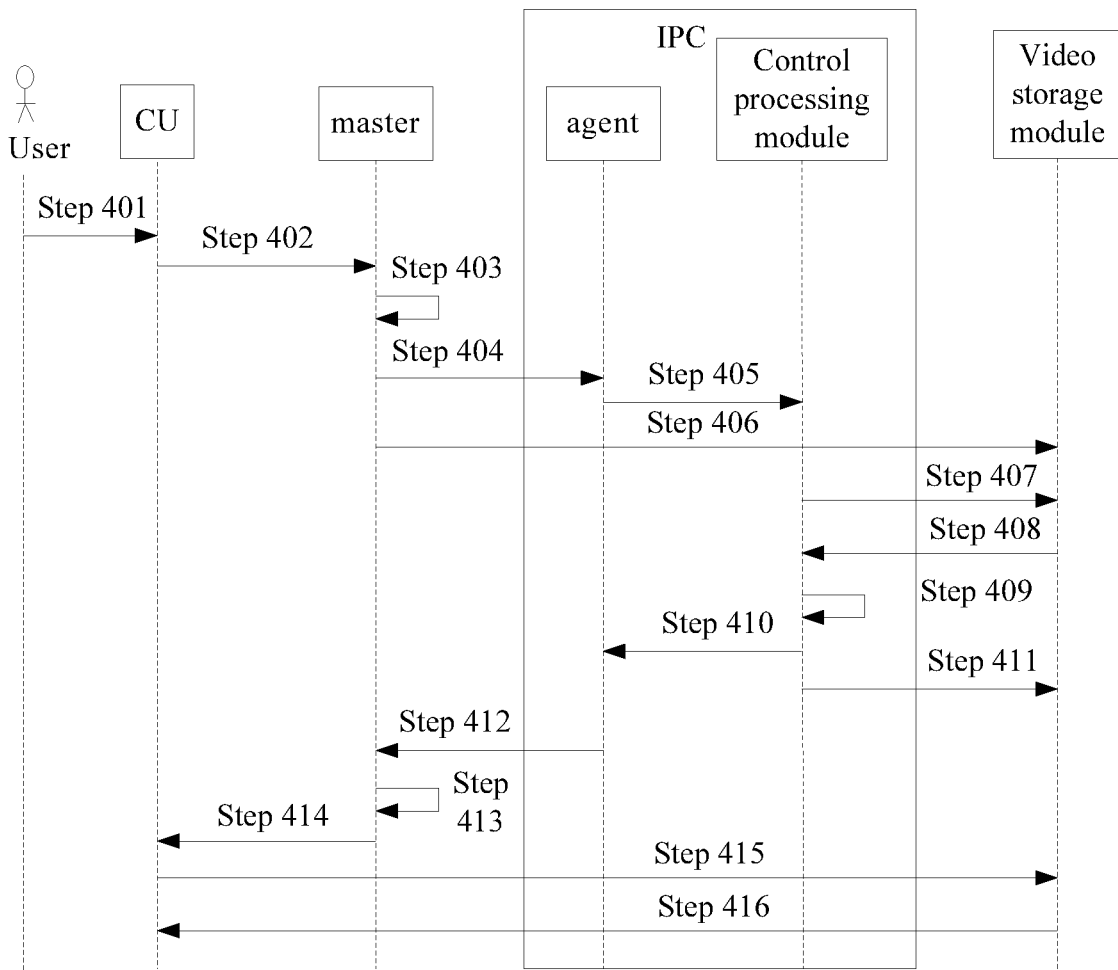 IPC
User
CU
master
agent
Control
processing
module
Video
storage
module
Step 401
Step 402
Step 403
Step 404
Step 405
Step 406
Step 407
Step 408
Step 409
Step 410
Step 411
Step 412
Step
413
Step 414
Step 415
Step 416